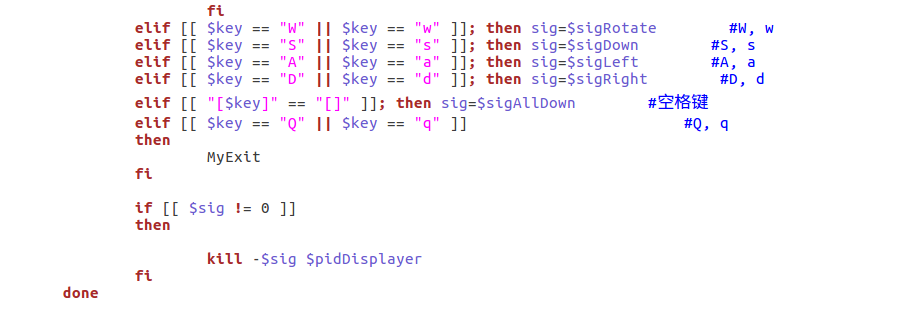 fi
elif [[ $key == "W" || $key == "w" ]]; then sig=$sigRotate #W, w
elif [[ $key == "S" || $key == "s" ]]; then sig=$sigDown #S, s
elif [[ $key == "A" || $key == "a" ]]; then sig=$sigLeft #A, a
elif [[ $key == "D" || $key == "d" ]]; then sig=$sigRight #D, d
elif [[ "[$key]" == "[]" ]]; then sig=$sigAllDown #空格键
elif [[ $key == "Q" || $key == "q" ]] #Q, q
then
MyExit
fi
if [[ $sig != 0 ]]
then
kill -$sig $pidDisplayer
fi
done